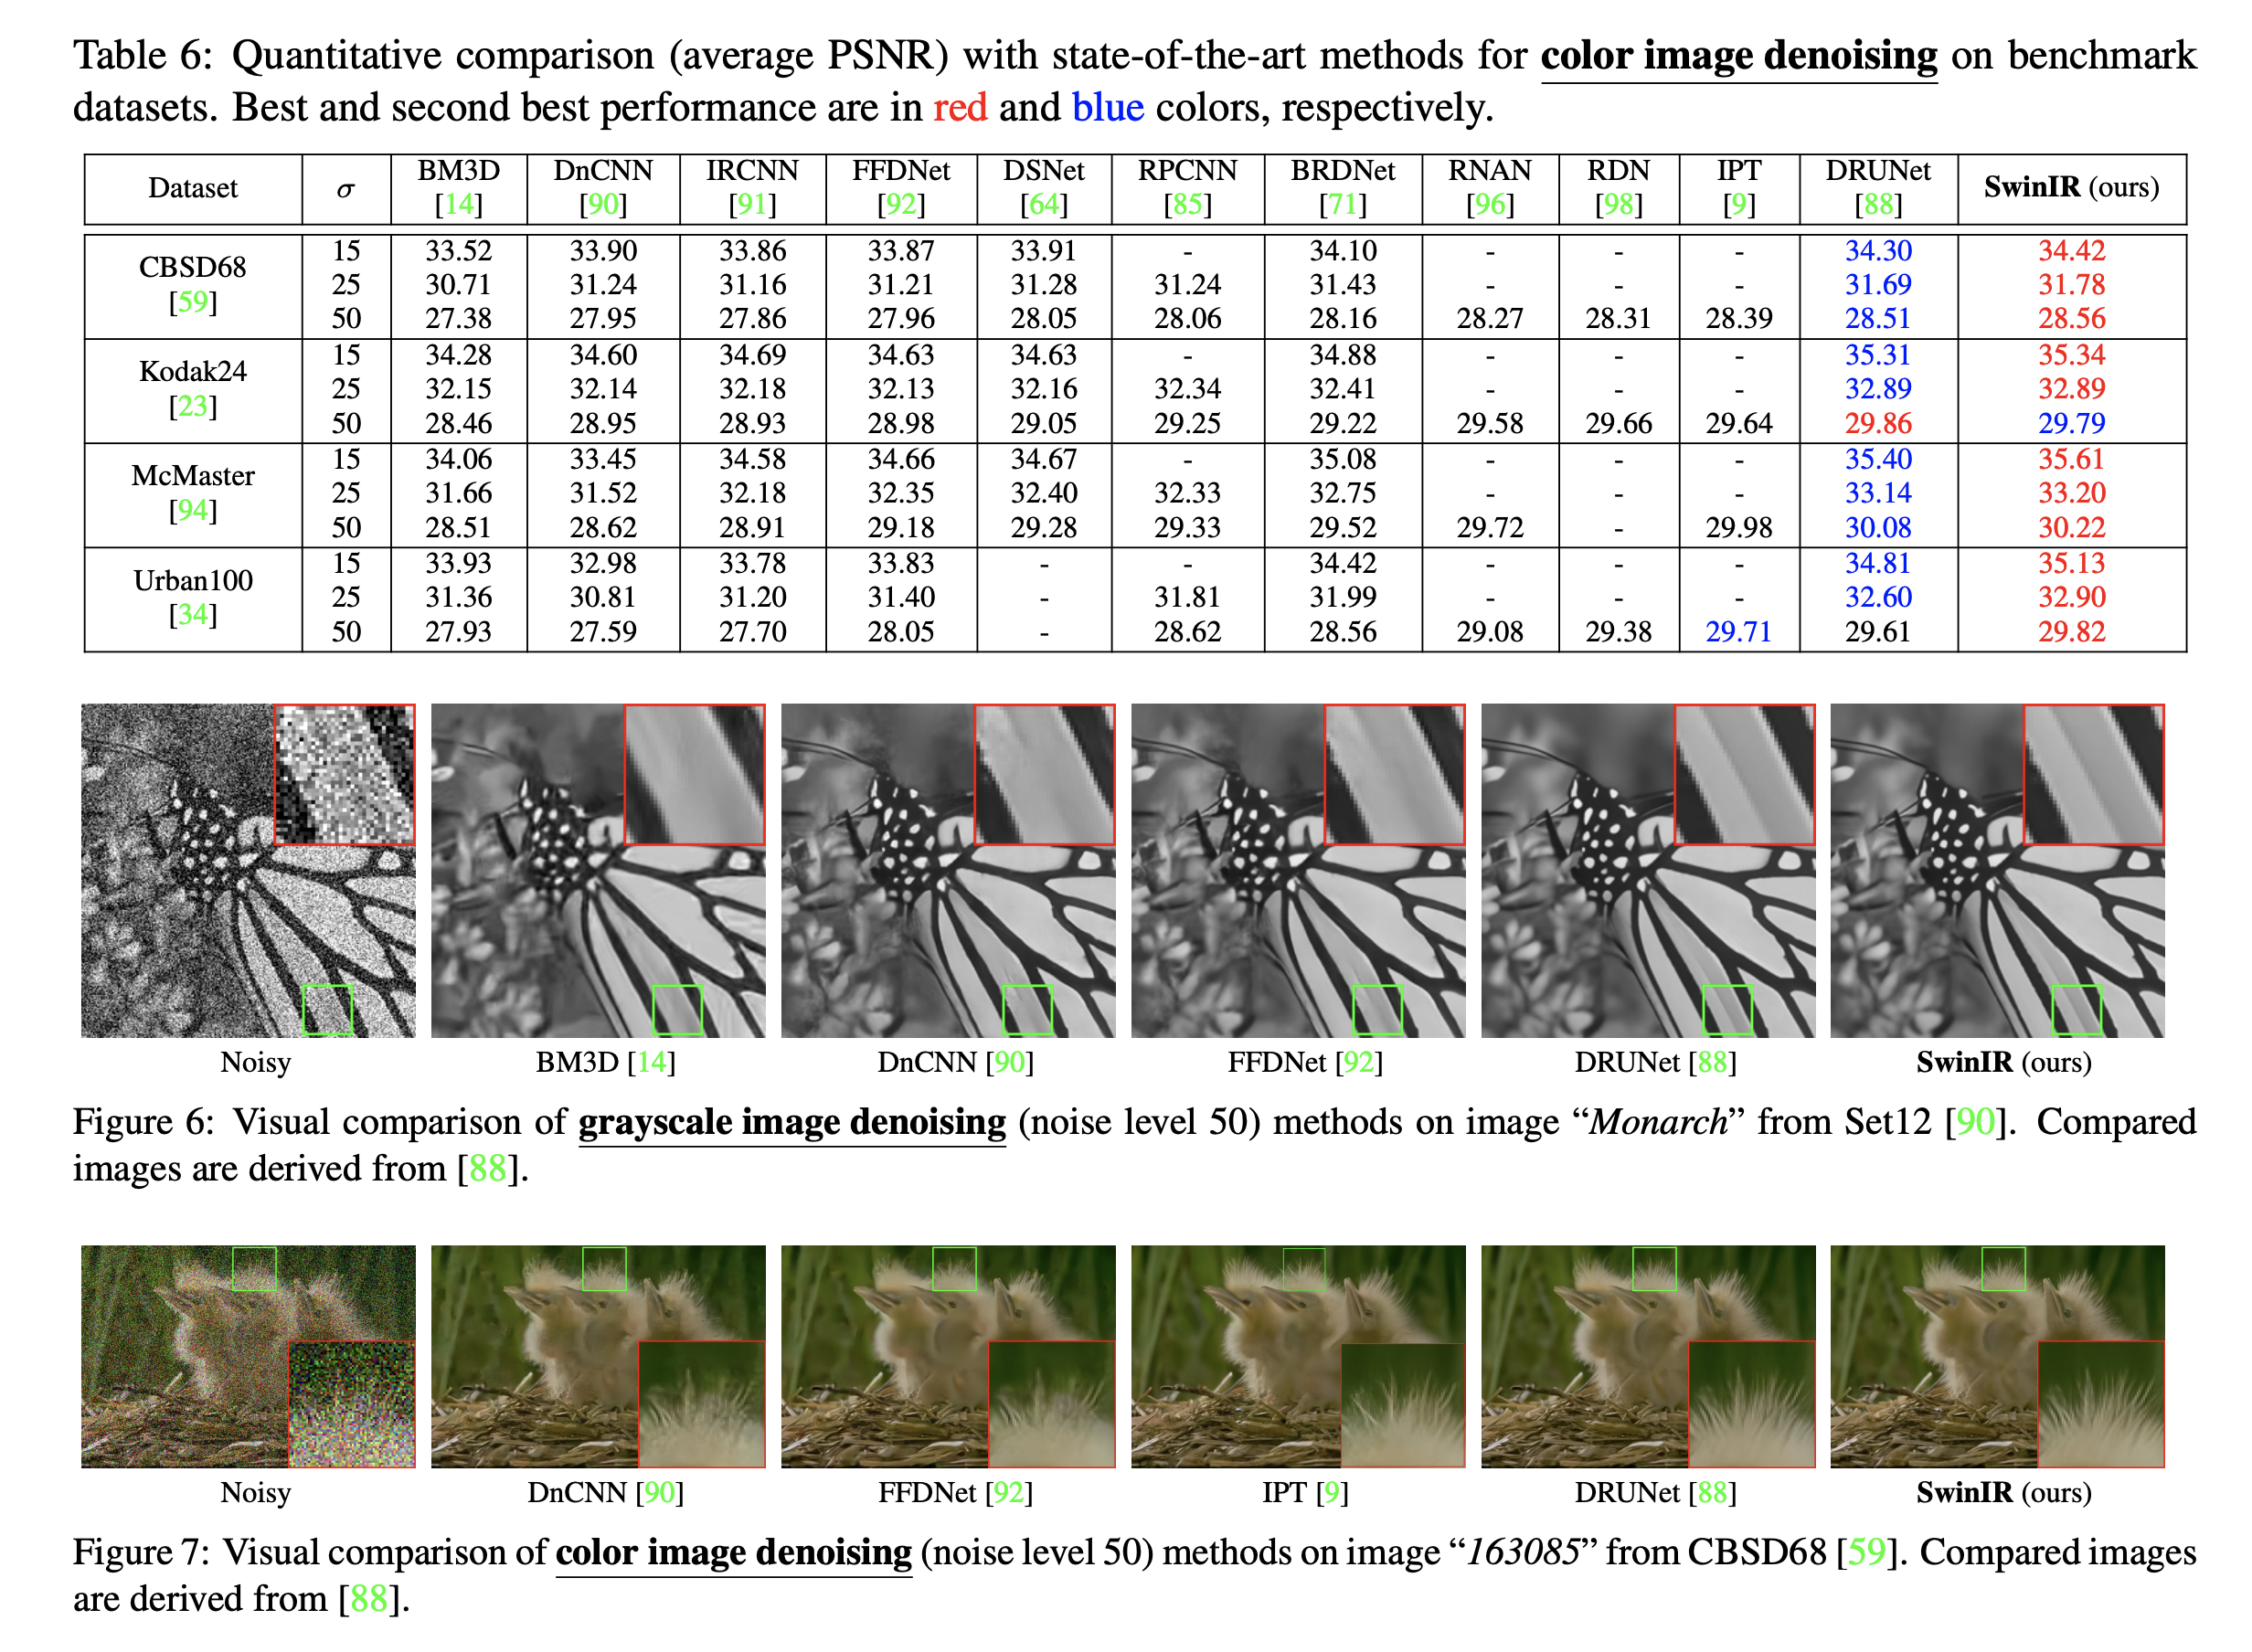 Table 6: Quantitative comparison (average PSNR) with state-of-the-art methods for color image denoising on benchmark
datasets. Best and second best performance are in red and blue colors, respectively.
Dataset σ BM3D [14] DnCNN [90] IRCNN [91] FFDNet [92] DSNet [64] RPCNN [85] BRDNet [71] RNAN [96] RDN [98] IPT [9] DRUNet [88] SwinIR (ours)
CBSD68 [59]
15 33.52 33.90 33.86 33.87 33.91 - 34.10 - - - 34.30 34.42
25 30.71 31.24 31.16 31.21 31.28 31.24 31.43 - - - 31.69 31.78
50 27.38 27.95 27.86 27.96 28.05 28.06 28.16 28.27 28.31 28.39 28.51 28.56
Kodak24 [23]
15 34.28 34.60 34.69 34.63 34.63 - 34.88 - - - 35.31 35.34
25 32.15 32.14 32.18 32.13 32.16 32.34 32.41 - - - 32.89 32.89
50 28.46 28.95 28.93 28.98 29.05 29.25 29.22 29.58 29.66 29.64 29.86 29.79
McMaster [94]
15 34.06 33.45 34.58 34.66 34.67 - 35.08 - - - 35.40 35.61
25 31.66 31.52 32.18 32.35 32.40 32.33 32.75 - - - 33.14 33.20
50 28.51 28.62 28.91 29.18 29.28 29.33 29.52 29.72 - 29.98 30.08 30.22
Urban100 [34]
15 33.93 32.98 33.78 33.83 - - 34.42 - - - 34.81 35.13
25 31.36 30.81 31.20 31.40 - 31.81 31.99 - - - 32.60 32.90
50 27.93 27.59 27.70 28.05 - 28.62 28.56 29.08 29.38 29.71 29.61 29.82
Noisy BM3D [14] DnCNN [90] FFDNet [92] DRUNet [88] SwinIR (ours)
Figure 6: Visual comparison of grayscale image denoising (noise level 50) methods on image “Monarch” from Set12 [90]. Compared
images are derived from [88].
Noisy DnCNN [90] FFDNet [92] IPT [9] DRUNet [88] SwinIR (ours)
Figure 7: Visual comparison of color image denoising (noise level 50) methods on image “163085” from CBSD68 [59]. Compared images
are derived from [88].